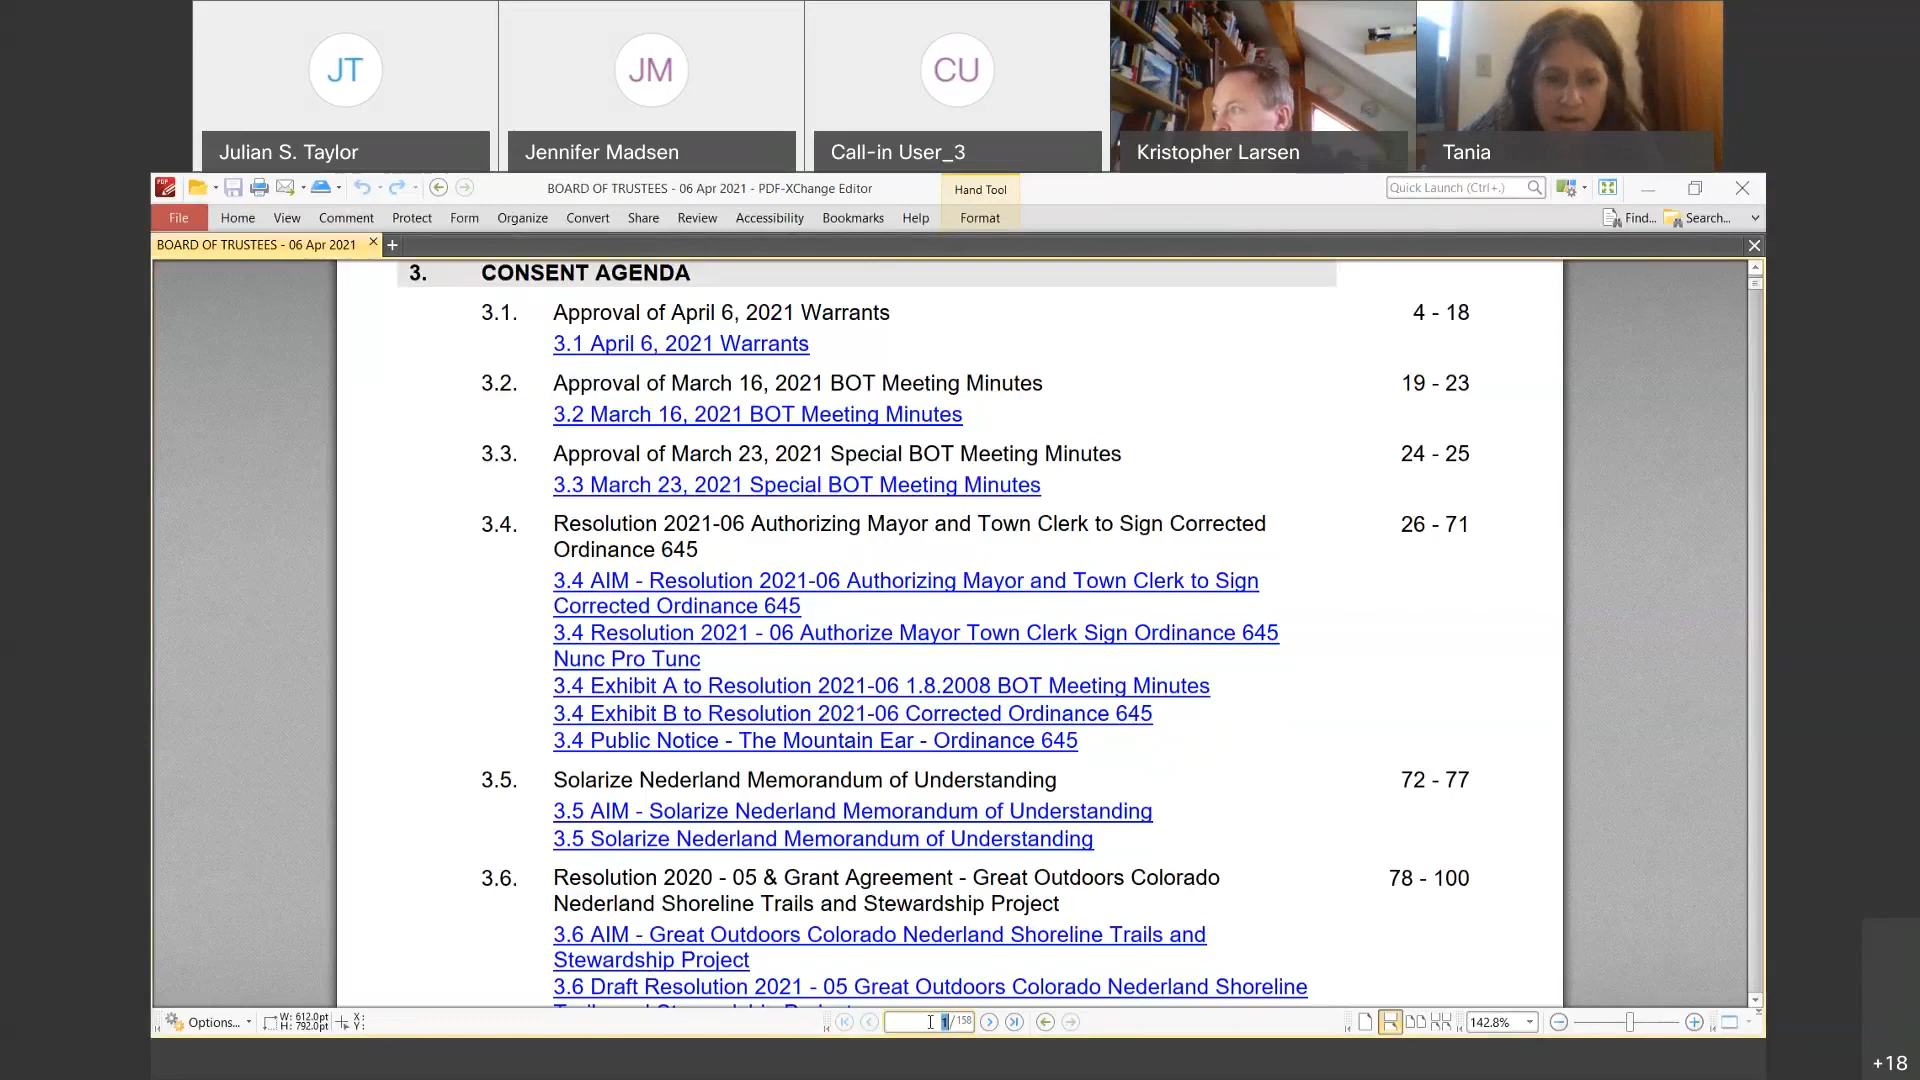 JT
JM
CU
Julian S. Taylor
Jennifer Madsen
Call-in User_3
Kristopher Larsen
Tania
BOARD OF TRUSTEES - 06 Apr 2021 - PDF-XChange Editor
Hand Tool
Quick Launch (Ctrl+.)
File Home View Comment Protect Form Organize Convert Share Review Accessibility Bookmarks Help Format
Find... Search...
BOARD OF TRUSTEES - 06 Apr 2021
3. CONSENT AGENDA
3.1. Approval of April 6, 2021 Warrants 4 - 18
3.1 April 6, 2021 Warrants
3.2. Approval of March 16, 2021 BOT Meeting Minutes 19 - 23
3.2 March 16, 2021 BOT Meeting Minutes
3.3. Approval of March 23, 2021 Special BOT Meeting Minutes 24 - 25
3.3 March 23, 2021 Special BOT Meeting Minutes
3.4. Resolution 2021-06 Authorizing Mayor and Town Clerk to Sign Corrected 26 - 71
Ordinance 645
3.4 AIM - Resolution 2021-06 Authorizing Mayor and Town Clerk to Sign
Corrected Ordinance 645
3.4 Resolution 2021 - 06 Authorize Mayor Town Clerk Sign Ordinance 645
Nunc Pro Tunc
3.4 Exhibit A to Resolution 2021-06 1.8.2008 BOT Meeting Minutes
3.4 Exhibit B to Resolution 2021-06 Corrected Ordinance 645
3.4 Public Notice - The Mountain Ear - Ordinance 645
3.5. Solarize Nederland Memorandum of Understanding 72 - 77
3.5 AIM - Solarize Nederland Memorandum of Understanding
3.5 Solarize Nederland Memorandum of Understanding
3.6. Resolution 2020 - 05 & Grant Agreement - Great Outdoors Colorado 78 - 100
Nederland Shoreline Trails and Stewardship Project
3.6 AIM - Great Outdoors Colorado Nederland Shoreline Trails and
Stewardship Project
3.6 Draft Resolution 2021 - 05 Great Outdoors Colorado Nederland Shoreline
Options... W: 612.0pt H: 792.0pt X: Y: 1 / 158 142.8%
+18